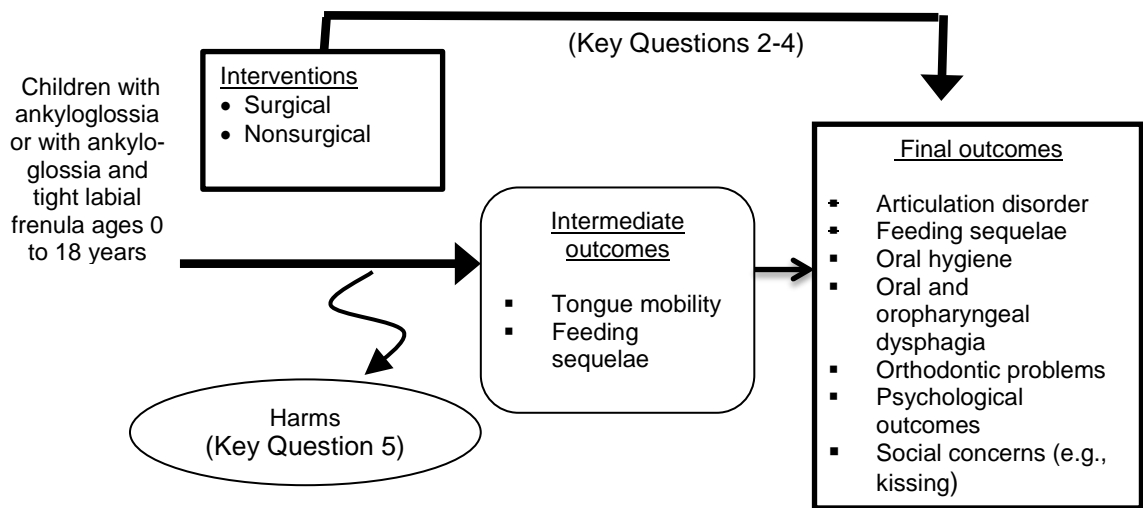 (Key Questions 2-4)
Children with
ankyloglossia
or with ankylo-
glossia and
tight labial
frenula ages 0
to 18 years
Interventions
• Surgical
• Nonsurgical
Intermediate
outcomes
▪ Tongue mobility
▪ Feeding
sequelae
Harms
(Key Question 5)
Final outcomes
▪ Articulation disorder
▪ Feeding sequelae
▪ Oral hygiene
▪ Oral and
oropharyngeal
dysphagia
▪ Orthodontic problems
▪ Psychological
outcomes
▪ Social concerns (e.g.,
kissing)